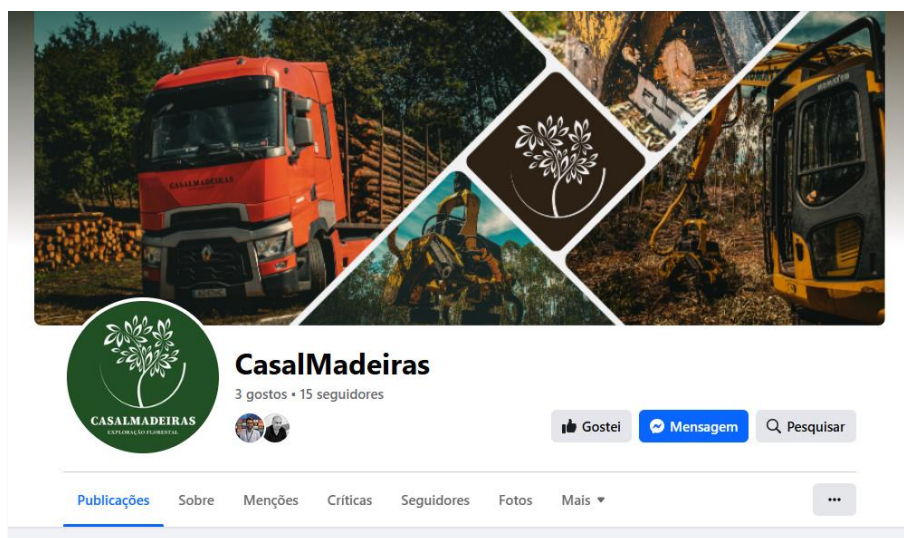 KOMATSU
CASALMADEIRAS
CASALMADEIRAS
EXPLORAÇÃO FLORESTAL
CasalMadeiras
3 gostos • 15 seguidores
Gostei
Mensagem
Pesquisar
Publicações
Sobre
Menções
Críticas
Seguidores
Fotos
Mais